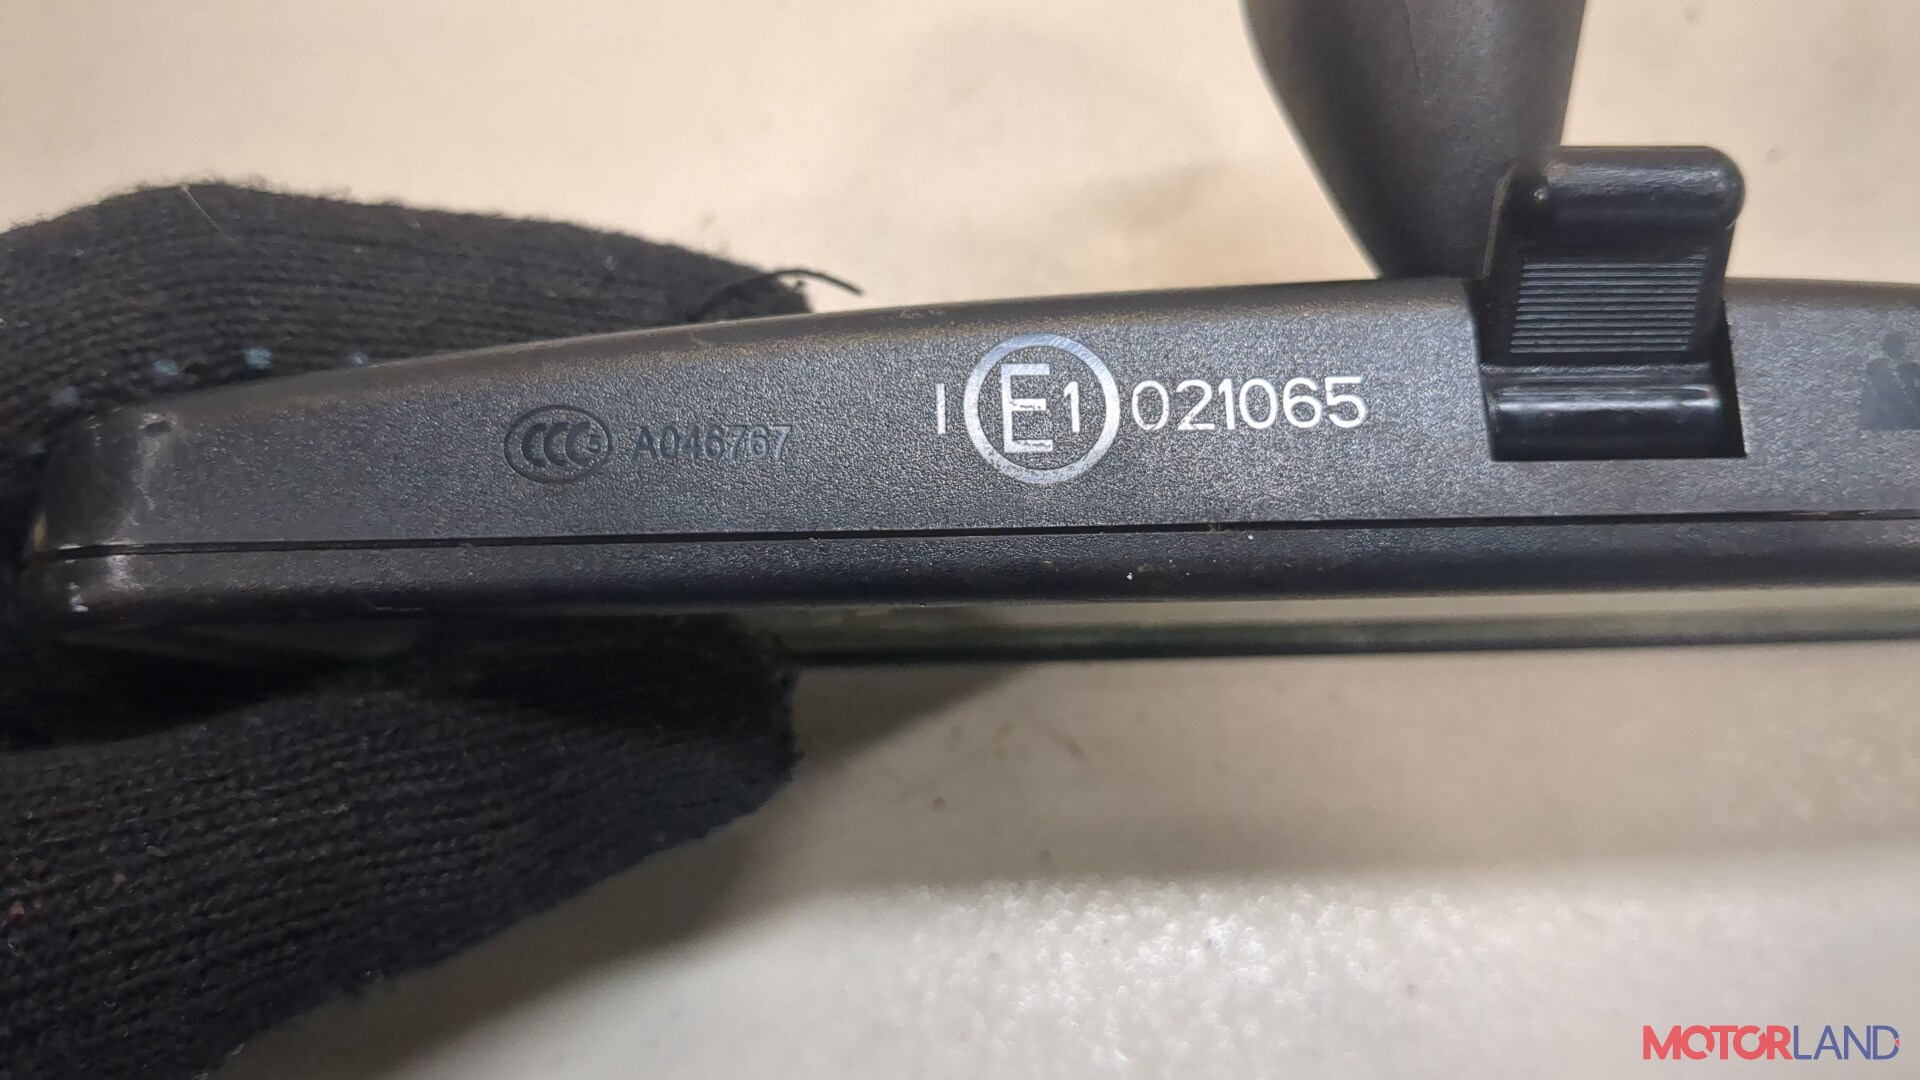 CCC S A046767
I E1 021065
MOTORLAND